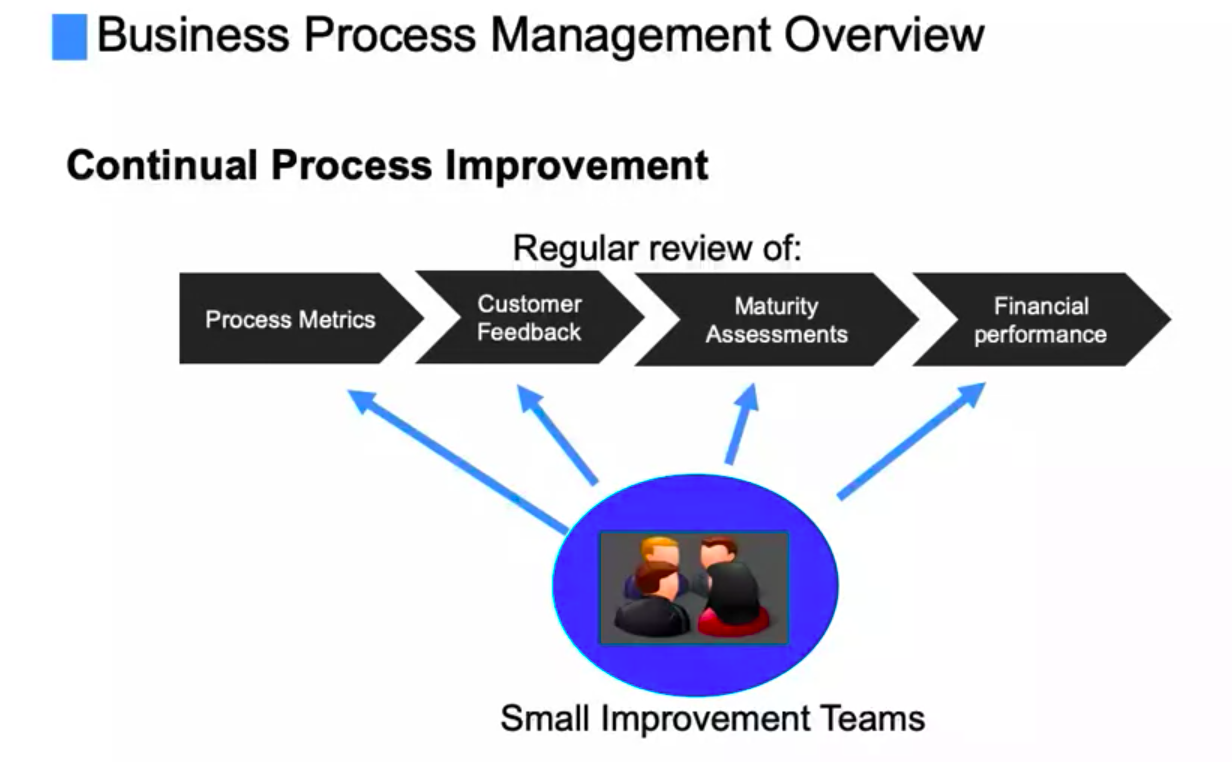 Business Process Management Overview
Continual Process Improvement
Regular review of:
Process Metrics
Customer
Feedback
Maturity
Assessments
Financial
performance
Small Improvement Teams